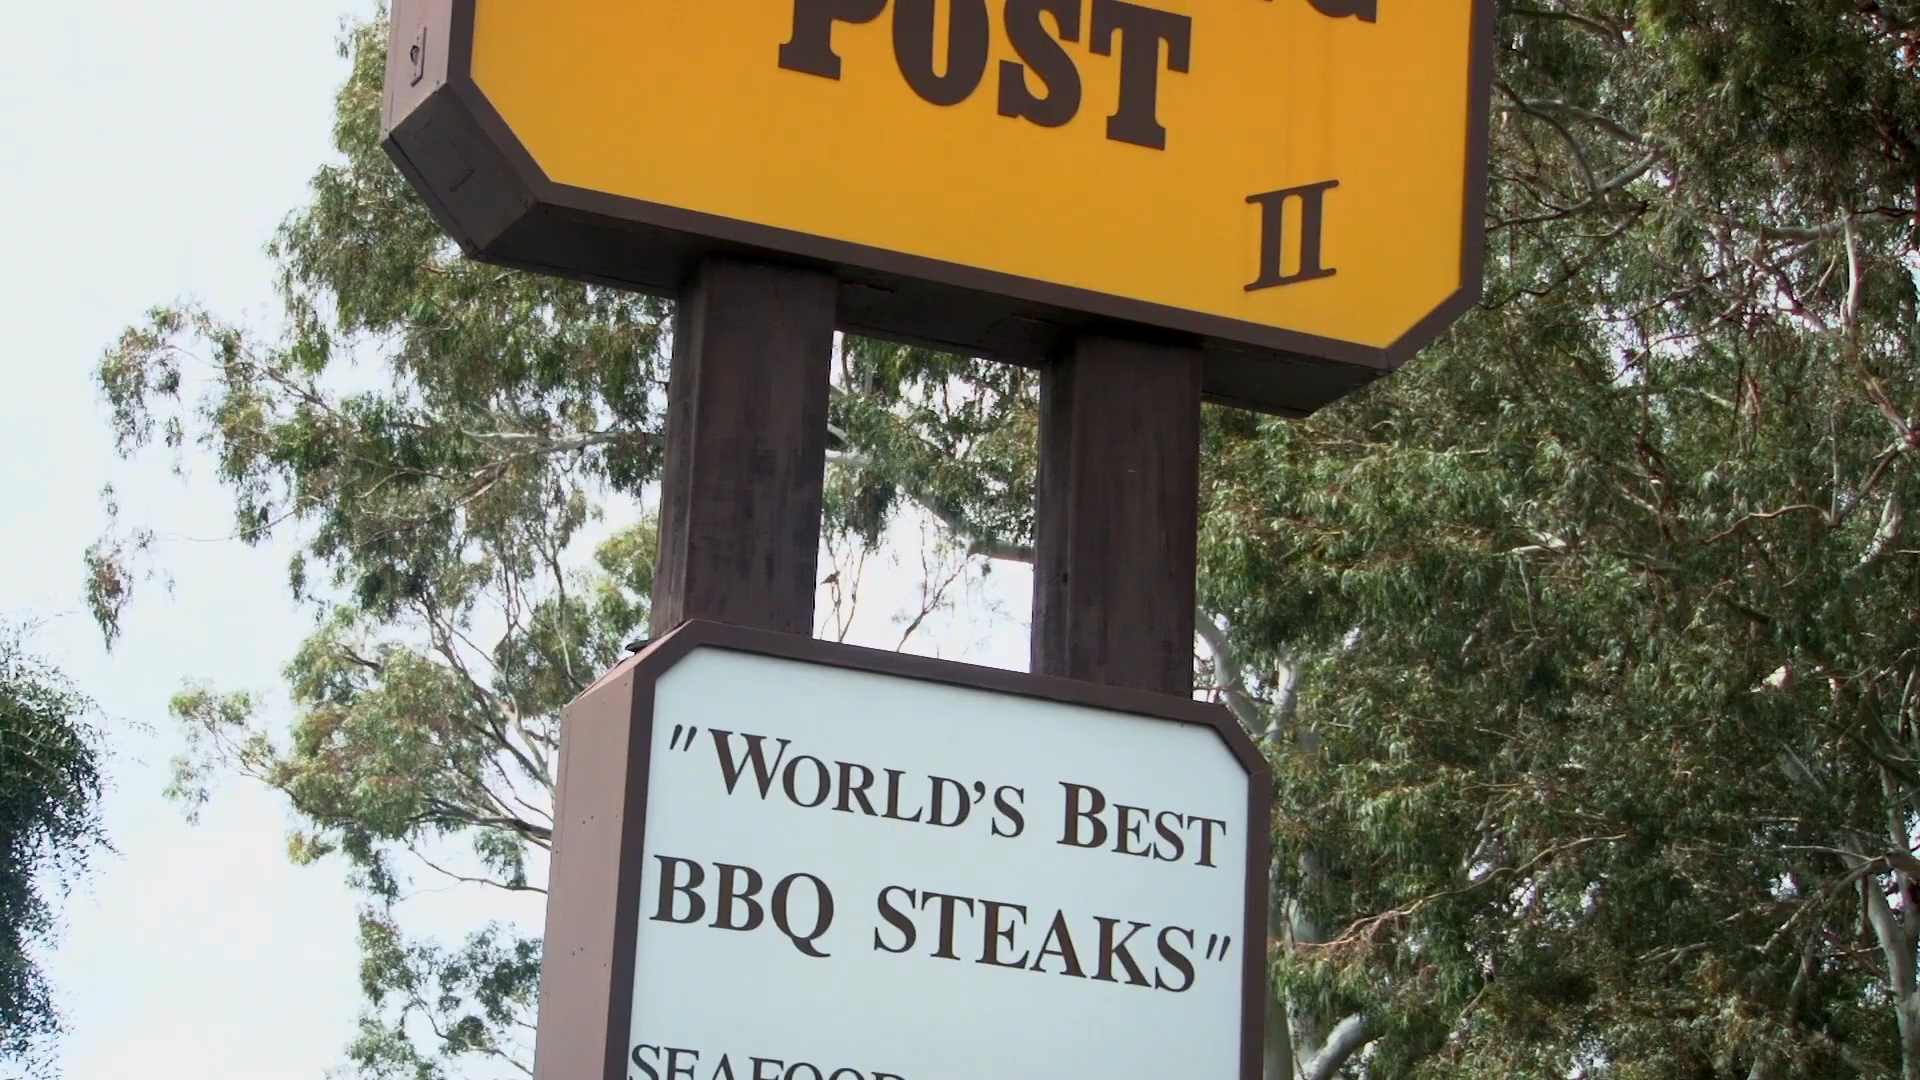 POST
II
"WORLD'S BEST
BBQ STEAKS"
SEAFOOD